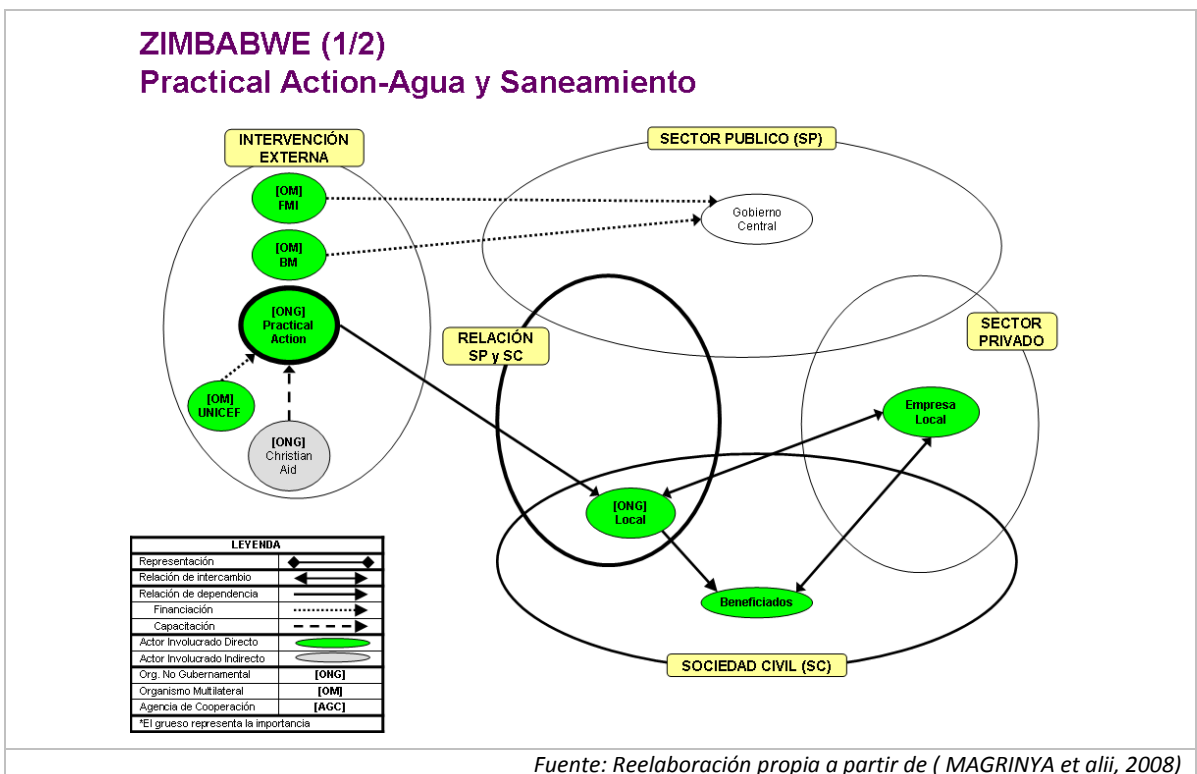 ZIMBABWE (1/2)
Practical Action-Agua y Saneamiento
INTERVENCIÓN
EXTERNA
SECTOR PUBLICO (SP)
[OM]
FMI
Gobierno
Central
[OM]
BM
[ONG]
Practical
Action
RELACIÓN
SP y SC
SECTOR
PRIVADO
[OM]
UNICEF
[ONG]
Christian
Aid
Empresa
Local
[ONG]
Local
Beneficiados
SOCIEDAD CIVIL (SC)
LEYENDA
Representación
Relación de intercambio
Relación de dependencia
Financiación
Capacitación
Actor Involucrado Directo
Actor Involucrado Indirecto
Org. No Gubernamental [ONG]
Organismo Multilateral [OM]
Agencia de Cooperación [AGC]
*El grueso representa la importancia
Fuente: Reelaboración propia a partir de ( MAGRINYA et alii, 2008)